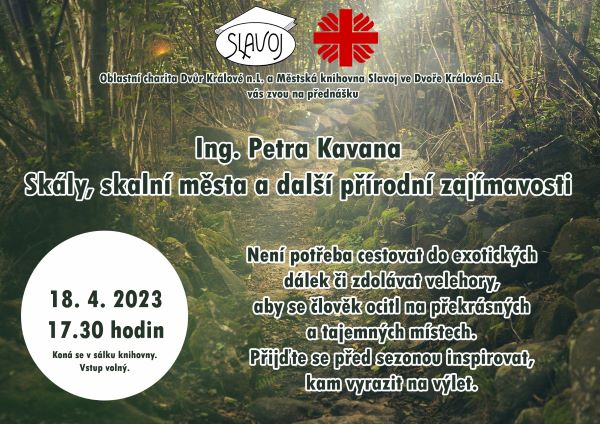 SLAVOJ
Oblastní charita Dvůr Králové n.L. a Městská knihovna Slavoj ve Dvoře Králové n.L.
vás zvou na přednášku
Ing. Petra Kavana
Skály, skalní města a další přírodní zajímavosti
18. 4. 2023
17.30 hodin
Koná se v sálku knihovny.
Vstup volný.
Není potřeba cestovat do exotických
dálek či zdolávat velehory,
aby se člověk ocitl na překrásných
a tajemných místech.
Přijďte se před sezonou inspirovat,
kam vyrazit na výlet.